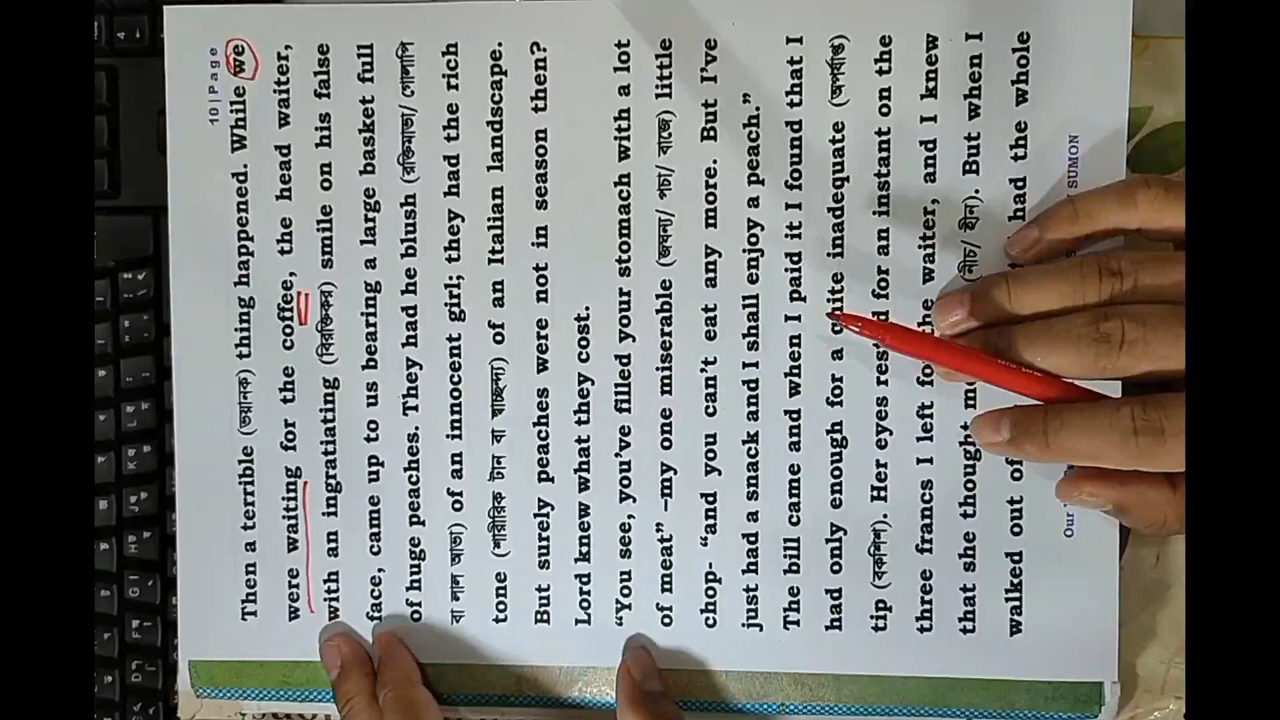 10 | P a g e
Then a terrible (ভয়ানক) thing happened. While we
were waiting for the coffee, the head waiter,
with an ingratiating (বিরক্তিকর) smile on his false
face, came up to us bearing a large basket full
of huge peaches. They had he blush (রক্তিমাভা/ গোলাপি
বা লাল আভা) of an innocent girl; they had the rich
tone (শারীরিক টান বা স্বাচ্ছন্দ্য) of an Italian landscape.
But surely peaches were not in season then?
Lord knew what they cost.
“You see, you’ve filled your stomach with a lot
of meat” –my one miserable (জঘন্য/ পচা/ বাজে) little
chop- “and you can’t eat any more. But I’ve
just had a snack and I shall enjoy a peach.”
The bill came and when I paid it I found that I
had only enough for a quite inadequate (অপর্যাপ্ত)
tip (বকশিশ). Her eyes rested for an instant on the
three francs I left for the waiter, and I knew
that she thought (নীচ/ হীন). But when I
walked out of had the whole
Our SUMON